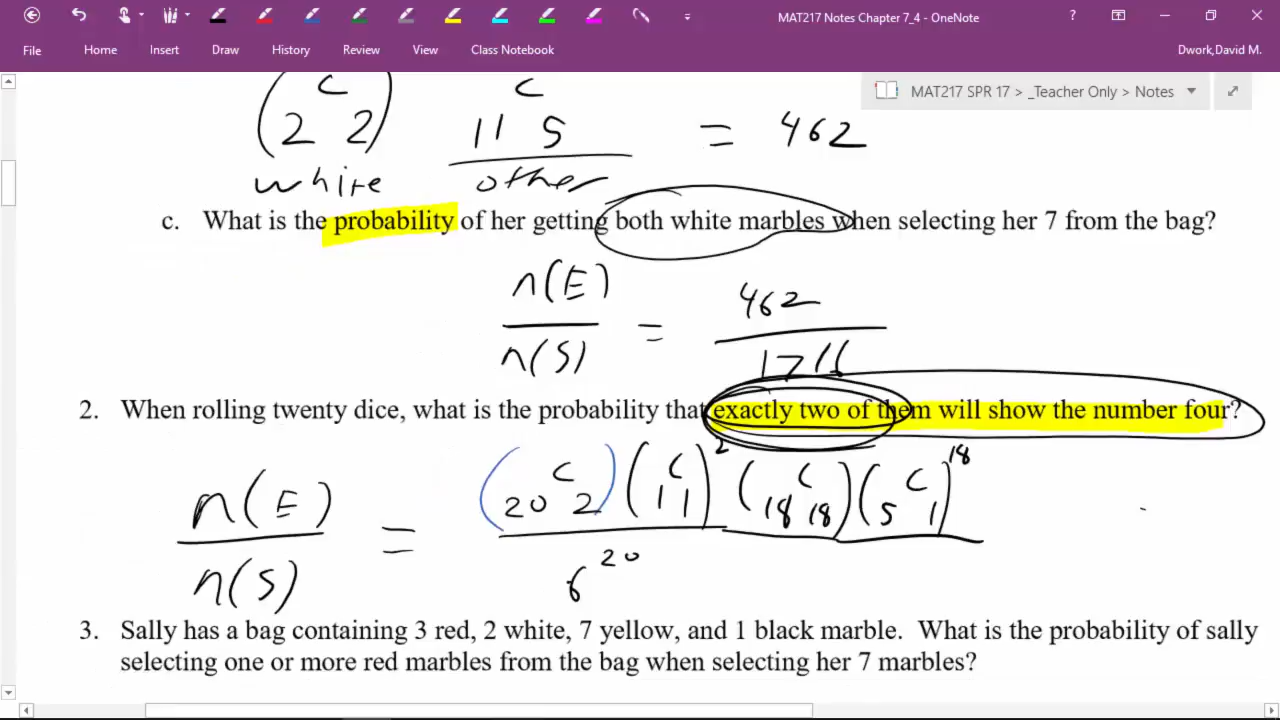 MAT217 Notes Chapter 7_4 - OneNote
?
File Home Insert Draw History Review View Class Notebook Dwork,David M.
MAT217 SPR 17 > _Teacher Only > Notes
(2 C 2) 11 C 5 = 462
white other
c. What is the probability of her getting both white marbles when selecting her 7 from the bag?
n(E)
n(S)
=
462
1716
2. When rolling twenty dice, what is the probability that exactly two of them will show the number four?
n(E)
n(S)
=
(20 C 2)(1 C 1)^2 (18 C 18)(5 C 1)^18
6^20
3. Sally has a bag containing 3 red, 2 white, 7 yellow, and 1 black marble. What is the probability of sally
selecting one or more red marbles from the bag when selecting her 7 marbles?